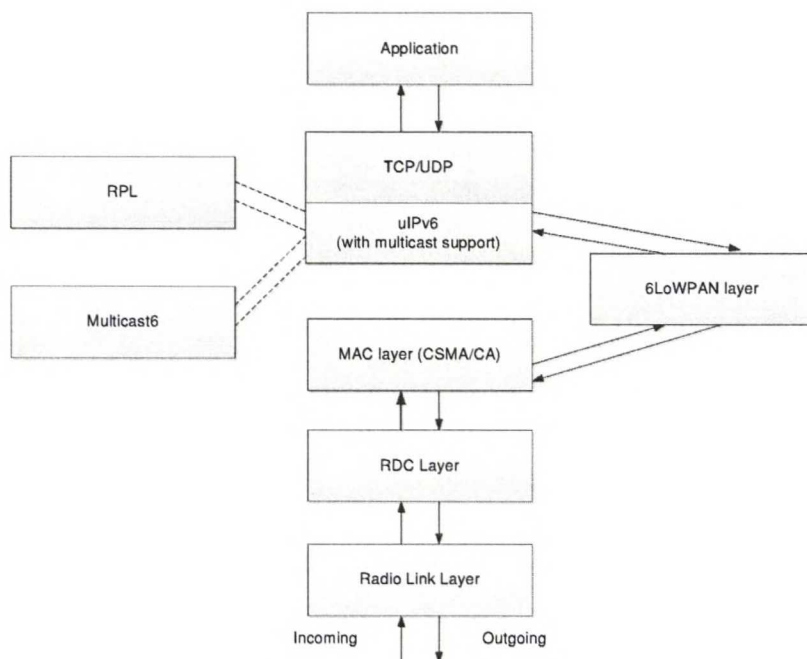 Application
TCP/UDP
RPL
uIPv6
(with multicast support)
6LoWPAN layer
Multicast6
MAC layer (CSMA/CA)
RDC Layer
Radio Link Layer
Incoming
Outgoing